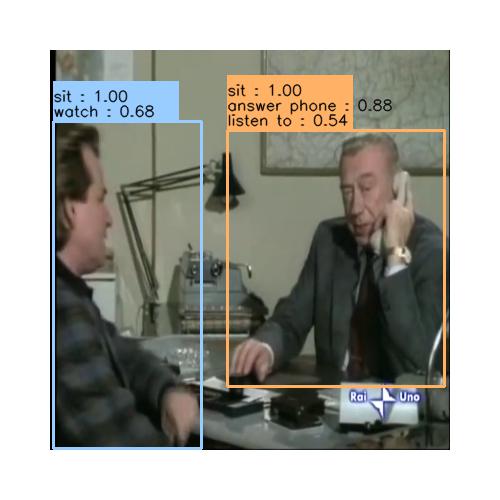 sit : 1.00
watch : 0.68
sit : 1.00
answer phone : 0.88
listen to : 0.54
Rai Uno